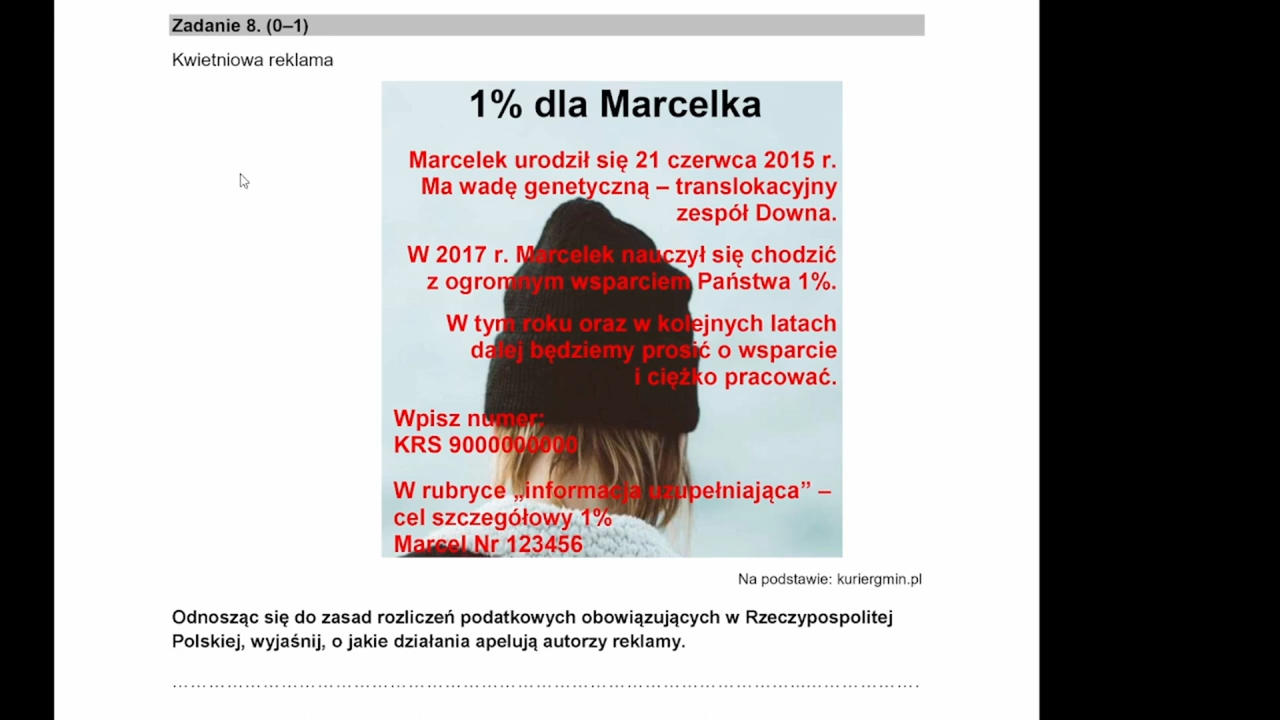 Zadanie 8. (0–1)
Kwietniowa reklama
1% dla Marcelka
Marcelek urodził się 21 czerwca 2015 r.
Ma wadę genetyczną – translokacyjny
zespół Downa.
W 2017 r. Marcelek nauczył się chodzić
z ogromnym wsparciem Państwa 1%.
W tym roku oraz w kolejnych latach
dalej będziemy prosić o wsparcie
i ciężko pracować.
Wpisz numer:
KRS 9000000000
W rubryce „informacja uzupełniająca” –
cel szczegółowy 1%
Marcel Nr 123456
Na podstawie: kuriergmin.pl
Odnosząc się do zasad rozliczeń podatkowych obowiązujących w Rzeczypospolitej
Polskiej, wyjaśnij, o jakie działania apelują autorzy reklamy.